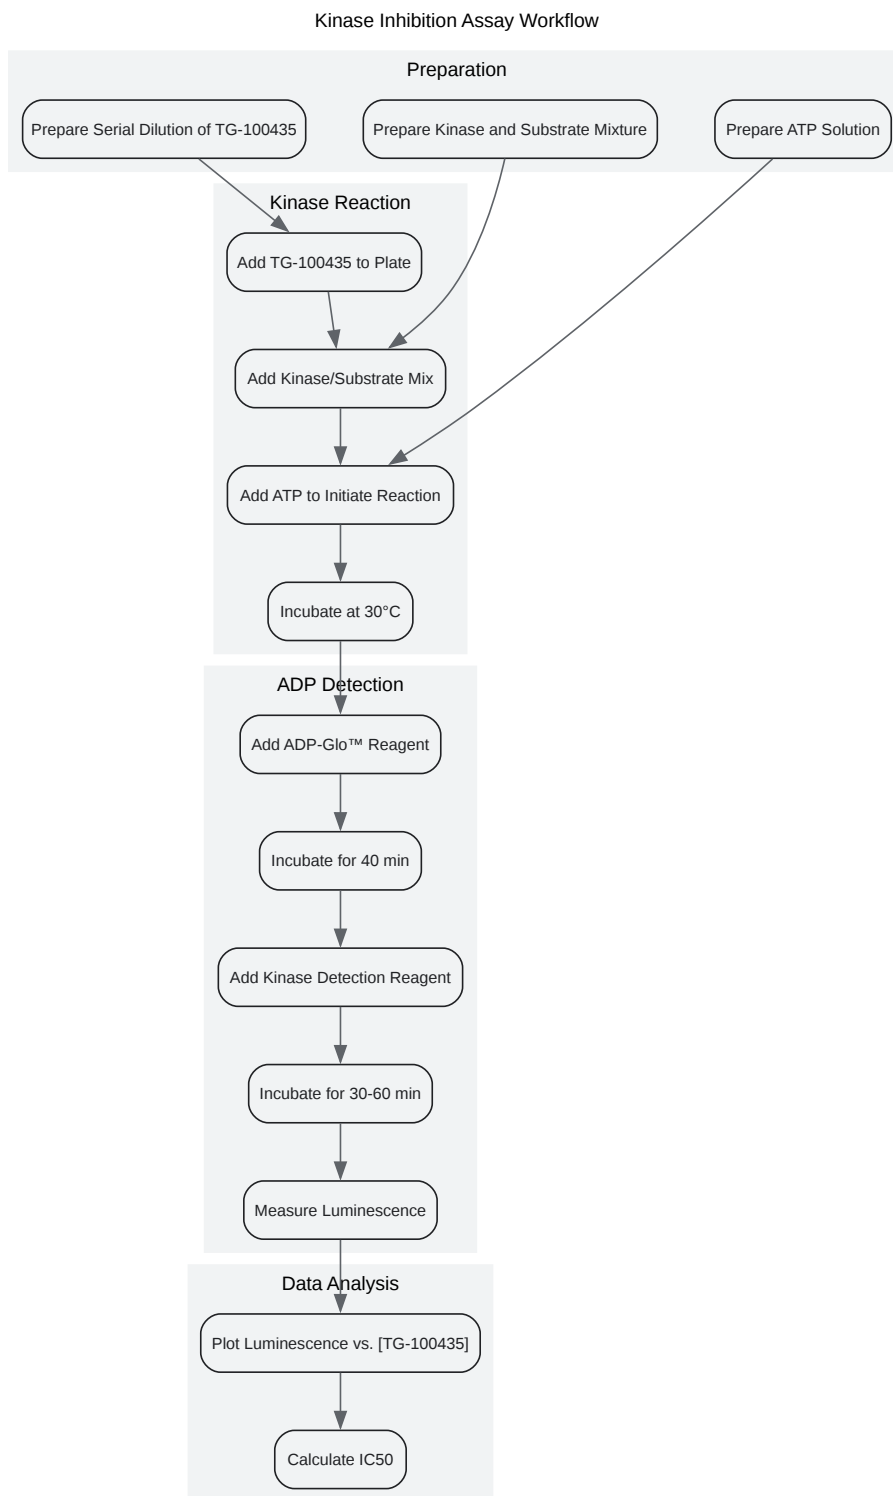 Kinase Inhibition Assay Workflow
Preparation
Prepare Serial Dilution of TG-100435
Prepare Kinase and Substrate Mixture
Prepare ATP Solution
Kinase Reaction
Add TG-100435 to Plate
Add Kinase/Substrate Mix
Add ATP to Initiate Reaction
Incubate at 30°C
ADP Detection
Add ADP-Glo™ Reagent
Incubate for 40 min
Add Kinase Detection Reagent
Incubate for 30-60 min
Measure Luminescence
Data Analysis
Plot Luminescence vs. [TG-100435]
Calculate IC50